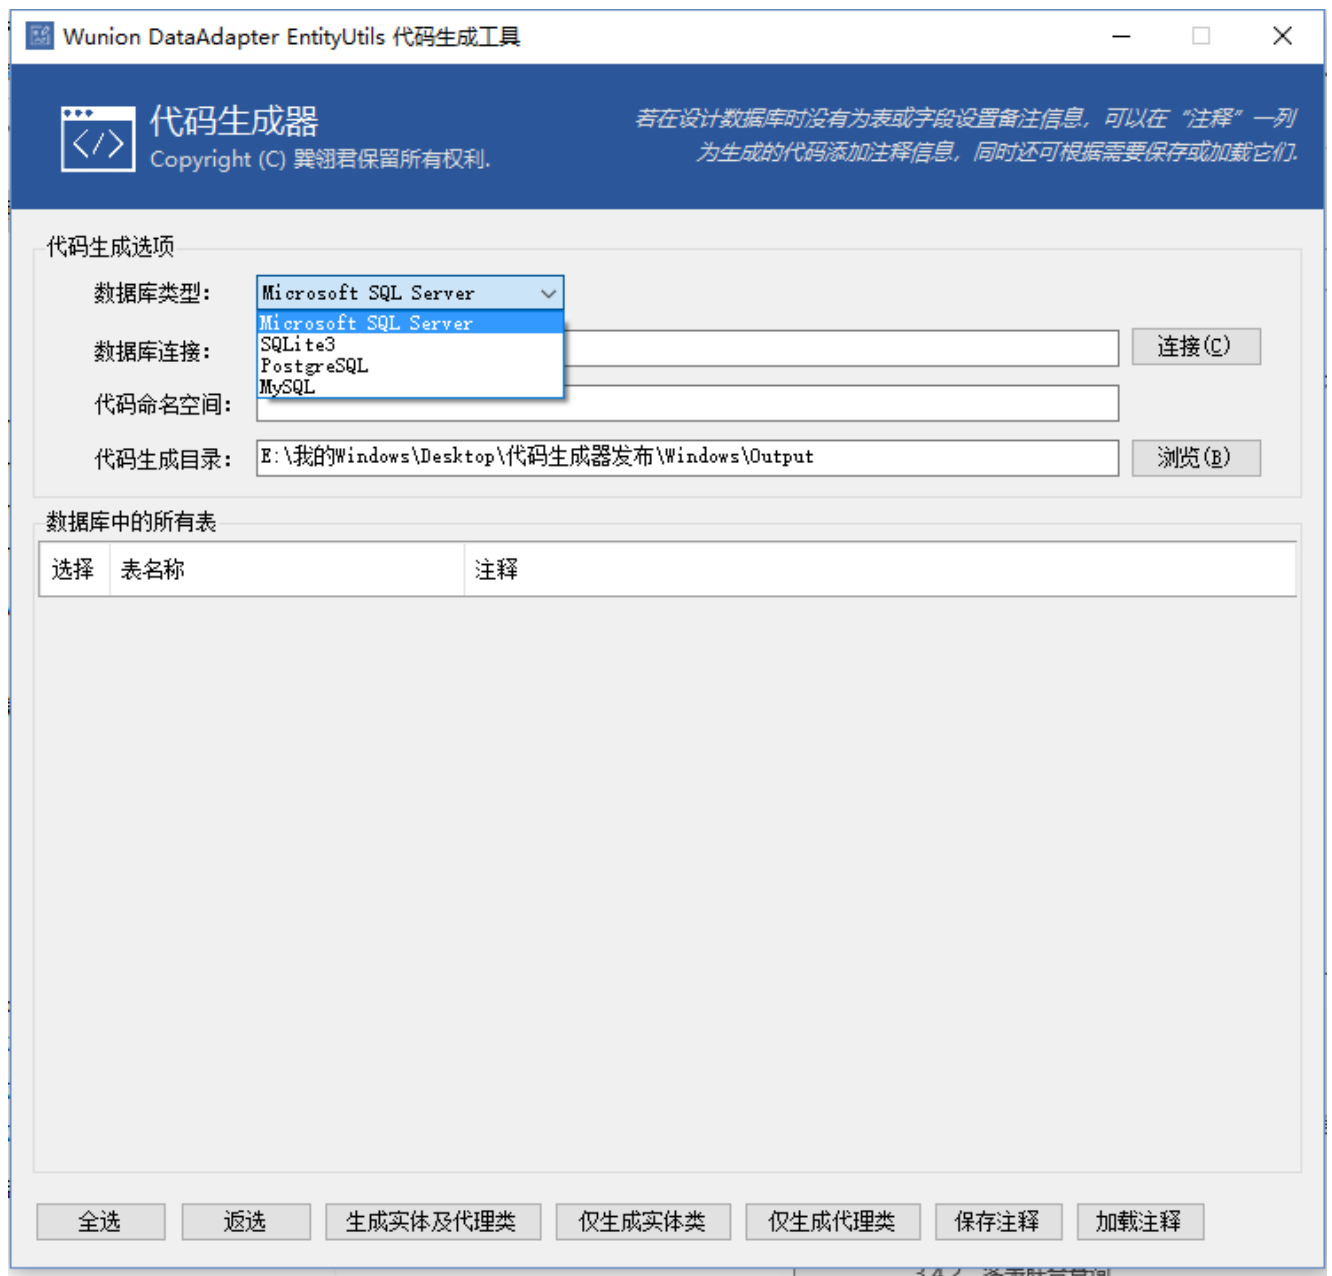 Wunion DataAdapter EntityUtils 代码生成工具
代码生成器
Copyright (C) 巽翎君保留所有权利.
若在设计数据库时没有为表或字段设置备注信息，可以在“注释”一列
为生成的代码添加注释信息，同时还可根据需要保存或加载它们.
代码生成选项
数据库类型：
Microsoft SQL Server
Microsoft SQL Server
SQLite3
PostgreSQL
MySQL
数据库连接：
连接(C)
代码命名空间：
代码生成目录：
E:\我的Windows\Desktop\代码生成器发布\Windows\Output
浏览(B)
数据库中的所有表
选择 表名称 注释
全选 返选 生成实体及代理类 仅生成实体类 仅生成代理类 保存注释 加载注释